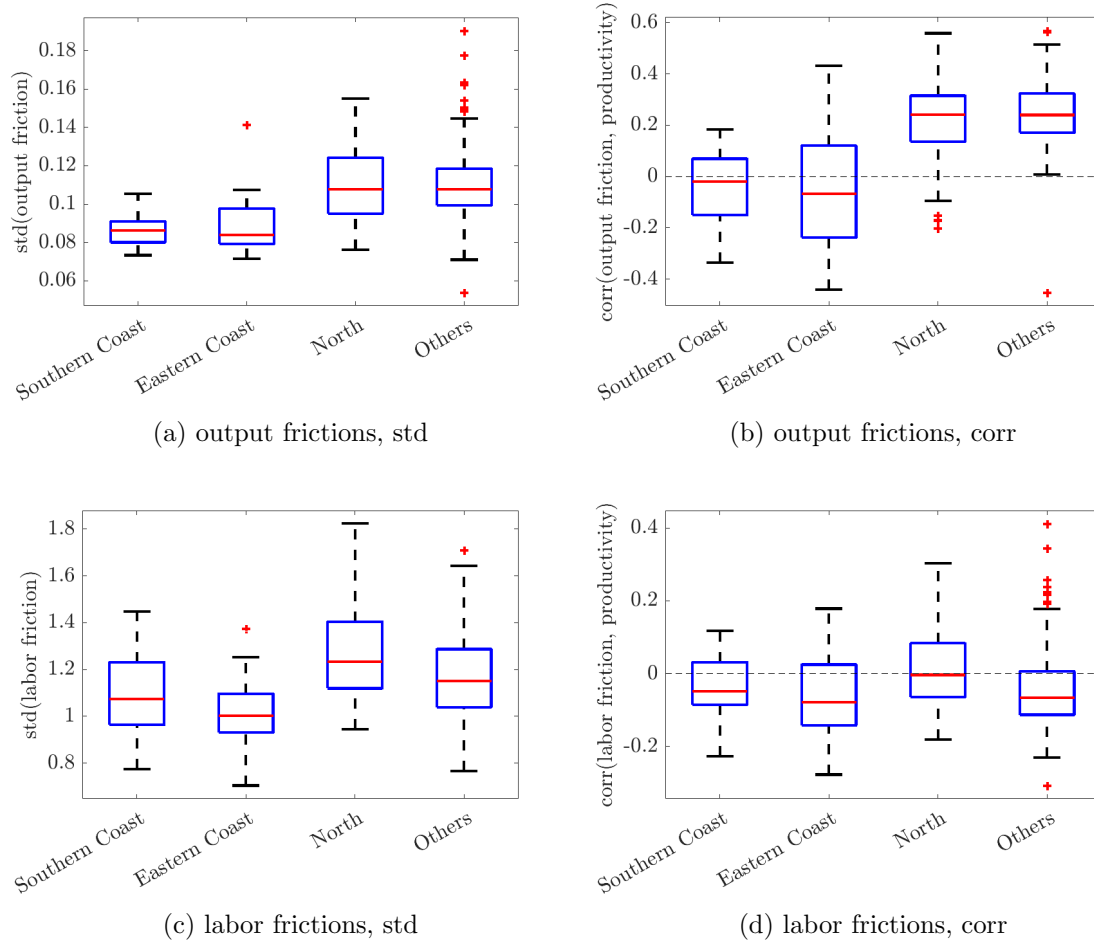 0.18
0.16
0.14
0.12
0.1
0.08
0.06
std(output friction)
Southern Coast
Eastern Coast
North
Others
(a) output frictions, std
0.6
0.4
0.2
0
-0.2
-0.4
corr(output friction, productivity)
Southern Coast
Eastern Coast
North
Others
(b) output frictions, corr
1.8
1.6
1.4
1.2
1
0.8
std(labor friction)
Southern Coast
Eastern Coast
North
Others
(c) labor frictions, std
0.4
0.2
0
-0.2
corr(labor friction, productivity)
Southern Coast
Eastern Coast
North
Others
(d) labor frictions, corr